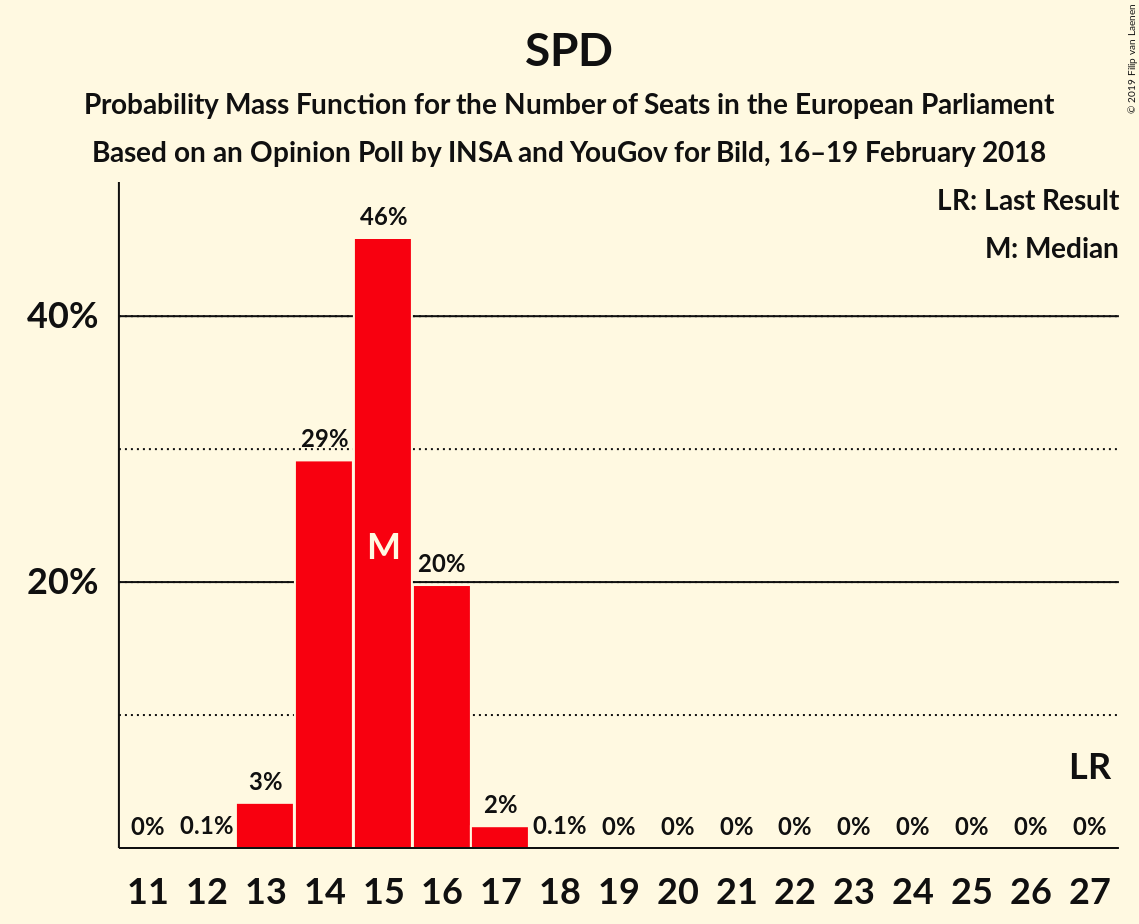 SPD
Probability Mass Function for the Number of Seats in the European Parliament
Based on an Opinion Poll by INSA and YouGov for Bild, 16–19 February 2018
© 2019 Filip van Laenen
LR: Last Result
M: Median
46%
40%
29%
M
20%
20%
LR
3%
2%
0% 0.1% 0.1% 0% 0% 0% 0% 0% 0% 0% 0% 0%
11 12 13 14 15 16 17 18 19 20 21 22 23 24 25 26 27